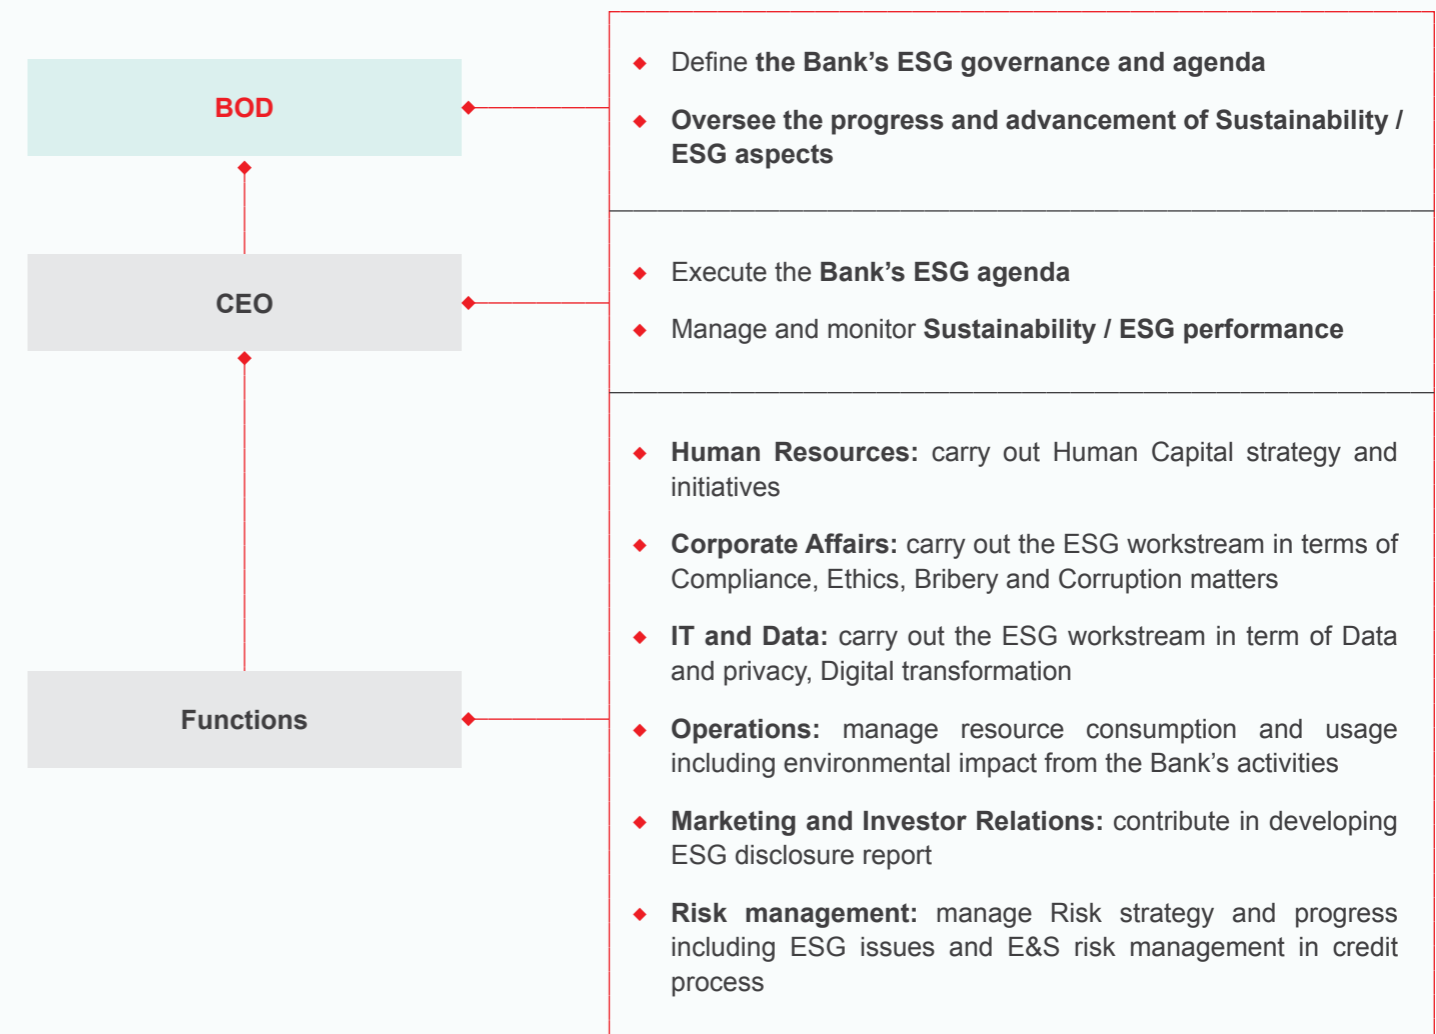 BOD
Define the Bank’s ESG governance and agenda
Oversee the progress and advancement of Sustainability /
ESG aspects
CEO
Execute the Bank’s ESG agenda
Manage and monitor Sustainability / ESG performance
Functions
Human Resources: carry out Human Capital strategy and
initiatives
Corporate Affairs: carry out the ESG workstream in terms of
Compliance, Ethics, Bribery and Corruption matters
IT and Data: carry out the ESG workstream in term of Data
and privacy, Digital transformation
Operations: manage resource consumption and usage
including environmental impact from the Bank’s activities
Marketing and Investor Relations: contribute in developing
ESG disclosure report
Risk management: manage Risk strategy and progress
including ESG issues and E&S risk management in credit
process